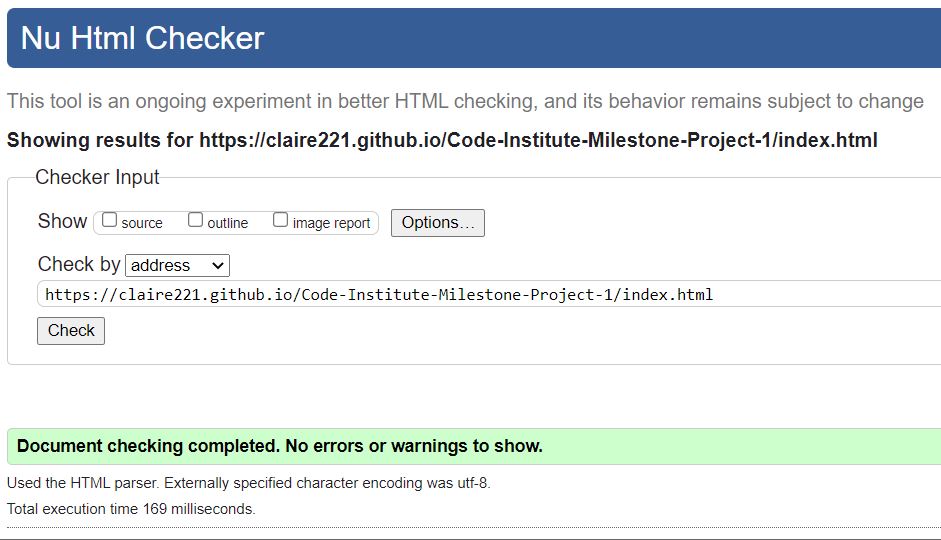 Nu Html Checker
This tool is an ongoing experiment in better HTML checking, and its behavior remains subject to change
Showing results for https://claire221.github.io/Code-Institute-Milestone-Project-1/index.html
Checker Input
Show source outline image report Options...
Check by address
https://claire221.github.io/Code-Institute-Milestone-Project-1/index.html
Check
Document checking completed. No errors or warnings to show.
Used the HTML parser. Externally specified character encoding was utf-8.
Total execution time 169 milliseconds.